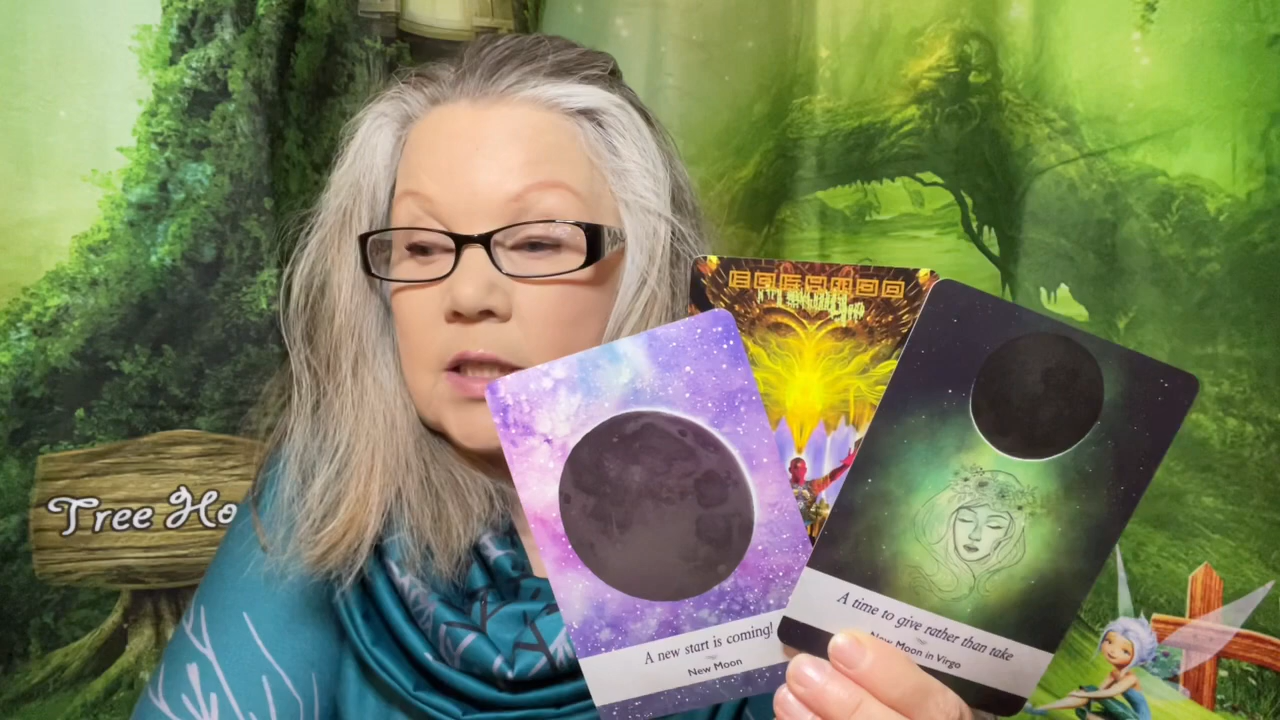 Tree Ho
A new start is coming!
New Moon
A time to give rather than take
New Moon in Virgo